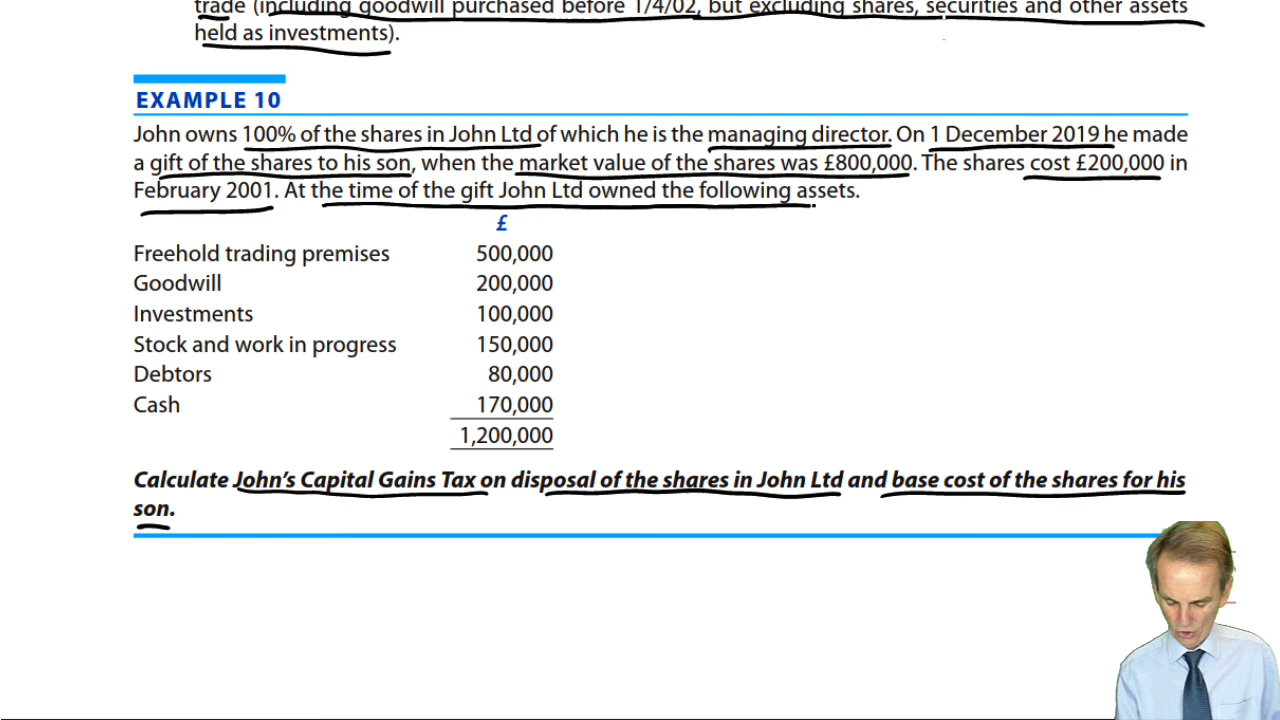 trade (including goodwill purchased before 1/4/02, but excluding shares, securities and other assets
held as investments).
EXAMPLE 10
John owns 100% of the shares in John Ltd of which he is the managing director. On 1 December 2019 he made
a gift of the shares to his son, when the market value of the shares was £800,000. The shares cost £200,000 in
February 2001. At the time of the gift John Ltd owned the following assets.
£
Freehold trading premises 500,000
Goodwill 200,000
Investments 100,000
Stock and work in progress 150,000
Debtors 80,000
Cash 170,000
1,200,000
Calculate John's Capital Gains Tax on disposal of the shares in John Ltd and base cost of the shares for his
son.